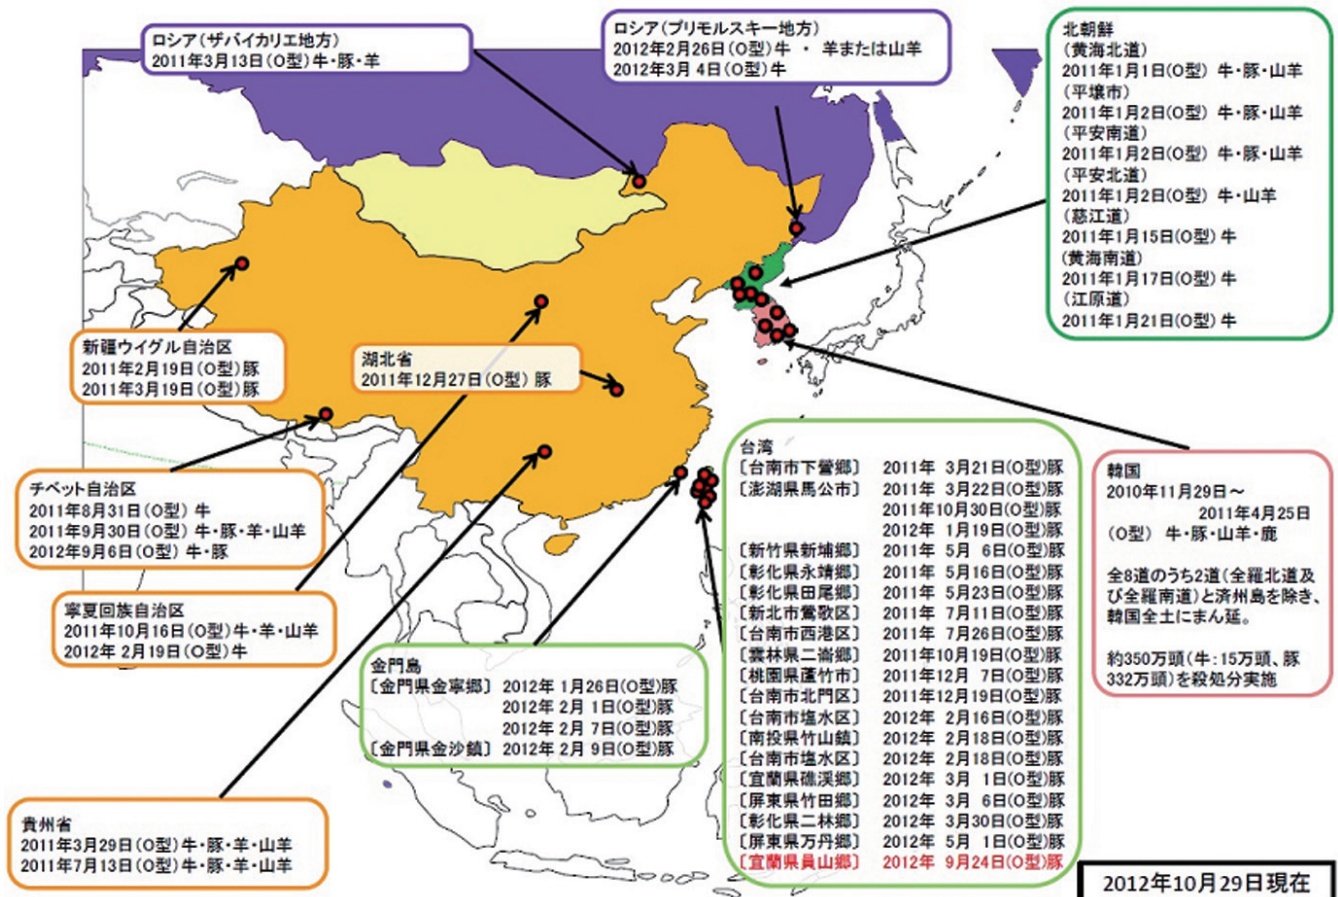 ロシア(ザバイカリエ地方)
2011年3月13日(O型)牛・豚・羊
ロシア(プリモルスキー地方)
2012年2月26日(O型)牛 ・ 羊または山羊
2012年3月 4日(O型)牛
北朝鮮
(黄海北道)
2011年1月1日(O型) 牛・豚・山羊
(平壌市)
2011年1月2日(O型) 牛・豚・山羊
(平安南道)
2011年1月2日(O型) 牛・豚・山羊
(平安北道)
2011年1月2日(O型) 牛・山羊
(慈江道)
2011年1月15日(O型) 牛
(黄海南道)
2011年1月17日(O型) 牛
(江原道)
2011年1月21日(O型) 牛
新疆ウイグル自治区
2011年2月19日(O型)豚
2011年3月19日(O型)豚
湖北省
2011年12月27日(O型) 豚
チベット自治区
2011年8月31日(O型) 牛
2011年9月30日(O型) 牛・豚・羊・山羊
2012年9月6日(O型) 牛・豚
寧夏回族自治区
2011年10月16日(O型)牛・羊・山羊
2012年 2月19日(O型)牛
貴州省
2011年3月29日(O型)牛・豚・羊・山羊
2011年7月13日(O型)牛・豚・羊・山羊
金門島
〔金門県金寧郷〕 2012年 1月26日(O型)豚
2012年 2月 1日(O型)豚
2012年 2月 7日(O型)豚
〔金門県金沙鎮〕 2012年 2月 9日(O型)豚
台湾
〔台南市下營郷〕 2011年 3月21日(O型)豚
〔澎湖県馬公市〕 2011年 3月22日(O型)豚
2011年10月30日(O型)豚
2012年 1月19日(O型)豚
〔新竹県新埔郷〕 2011年 5月 6日(O型)豚
〔彰化県永靖郷〕 2011年 5月16日(O型)豚
〔彰化県田尾郷〕 2011年 5月23日(O型)豚
〔新北市鶯歌区〕 2011年 7月11日(O型)豚
〔台南市西港区〕 2011年 7月26日(O型)豚
〔雲林県二崙郷〕 2011年10月19日(O型)豚
〔桃園県蘆竹市〕 2011年12月 7日(O型)豚
〔台南市北門区〕 2011年12月19日(O型)豚
〔台南市塩水区〕 2012年 2月16日(O型)豚
〔南投県竹山鎮〕 2012年 2月18日(O型)豚
〔台南市塩水区〕 2012年 2月18日(O型)豚
〔宜蘭県礁渓郷〕 2012年 3月 1日(O型)豚
〔屏東県竹田郷〕 2012年 3月 6日(O型)豚
〔彰化県二林郷〕 2012年 3月30日(O型)豚
〔屏東県万丹郷〕 2012年 5月 1日(O型)豚
〔宜蘭県員山郷〕 2012年 9月24日(O型)豚
韓国
2010年11月29日～
2011年4月25日
(O型) 牛・豚・山羊・鹿
全8道のうち2道(全羅北道及
び全羅南道)と済州島を除き、
韓国全土にまん延。
約350万頭(牛:15万頭、豚
332万頭)を殺処分実施
2012年10月29日現在